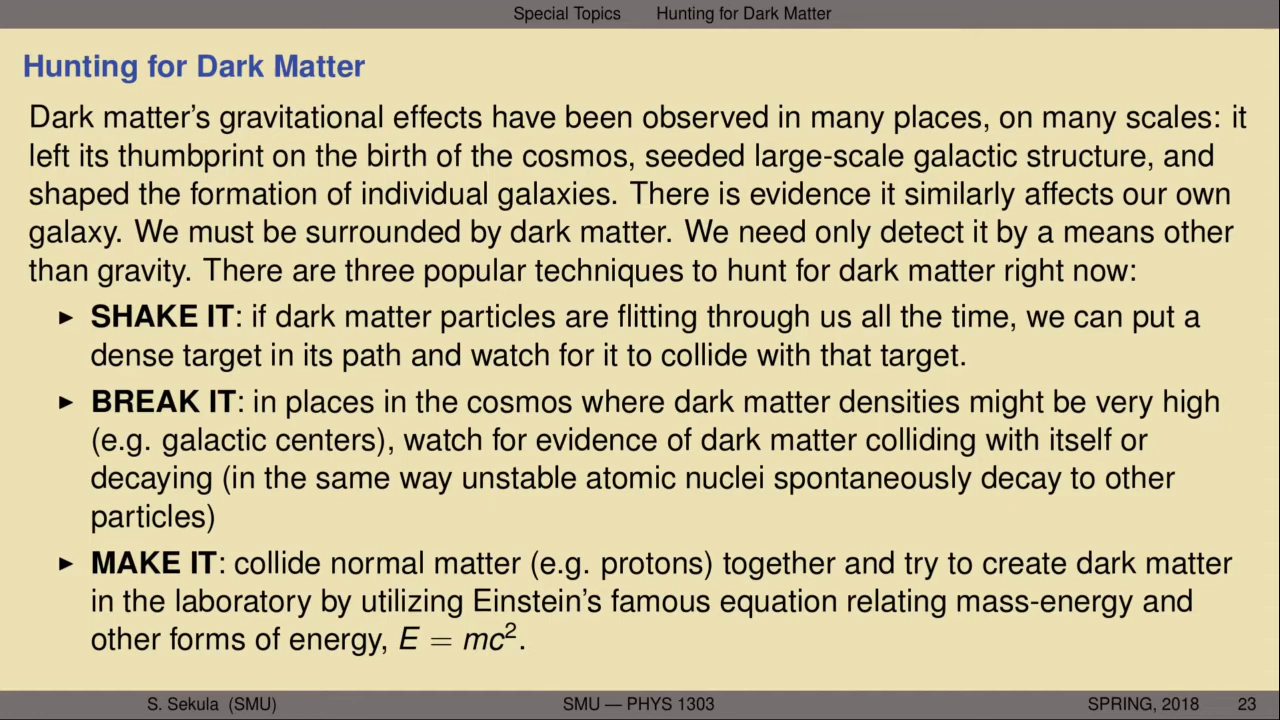 Special Topics Hunting for Dark Matter
Hunting for Dark Matter
Dark matter's gravitational effects have been observed in many places, on many scales: it
left its thumbprint on the birth of the cosmos, seeded large-scale galactic structure, and
shaped the formation of individual galaxies. There is evidence it similarly affects our own
galaxy. We must be surrounded by dark matter. We need only detect it by a means other
than gravity. There are three popular techniques to hunt for dark matter right now:
▶ SHAKE IT: if dark matter particles are flitting through us all the time, we can put a
dense target in its path and watch for it to collide with that target.
▶ BREAK IT: in places in the cosmos where dark matter densities might be very high
(e.g. galactic centers), watch for evidence of dark matter colliding with itself or
decaying (in the same way unstable atomic nuclei spontaneously decay to other
particles)
▶ MAKE IT: collide normal matter (e.g. protons) together and try to create dark matter
in the laboratory by utilizing Einstein's famous equation relating mass-energy and
other forms of energy, E = mc².
S. Sekula (SMU) SMU — PHYS 1303 SPRING, 2018 23